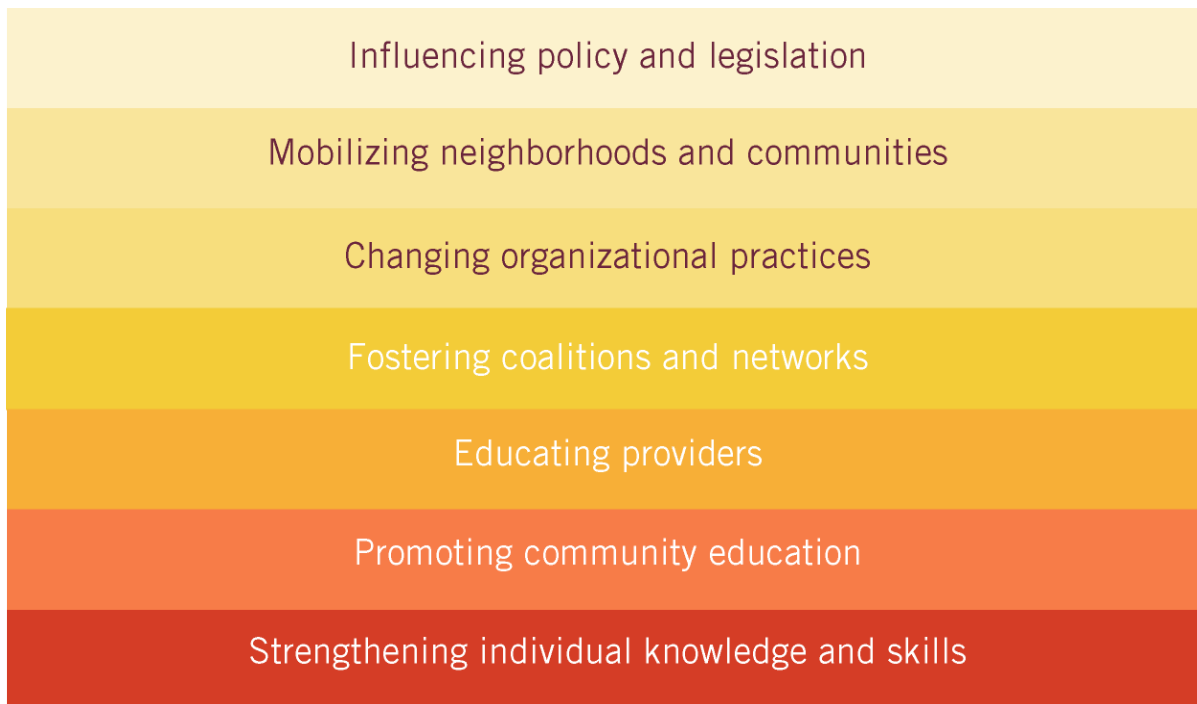 Influencing policy and legislation
Mobilizing neighborhoods and communities
Changing organizational practices
Fostering coalitions and networks
Educating providers
Promoting community education
Strengthening individual knowledge and skills